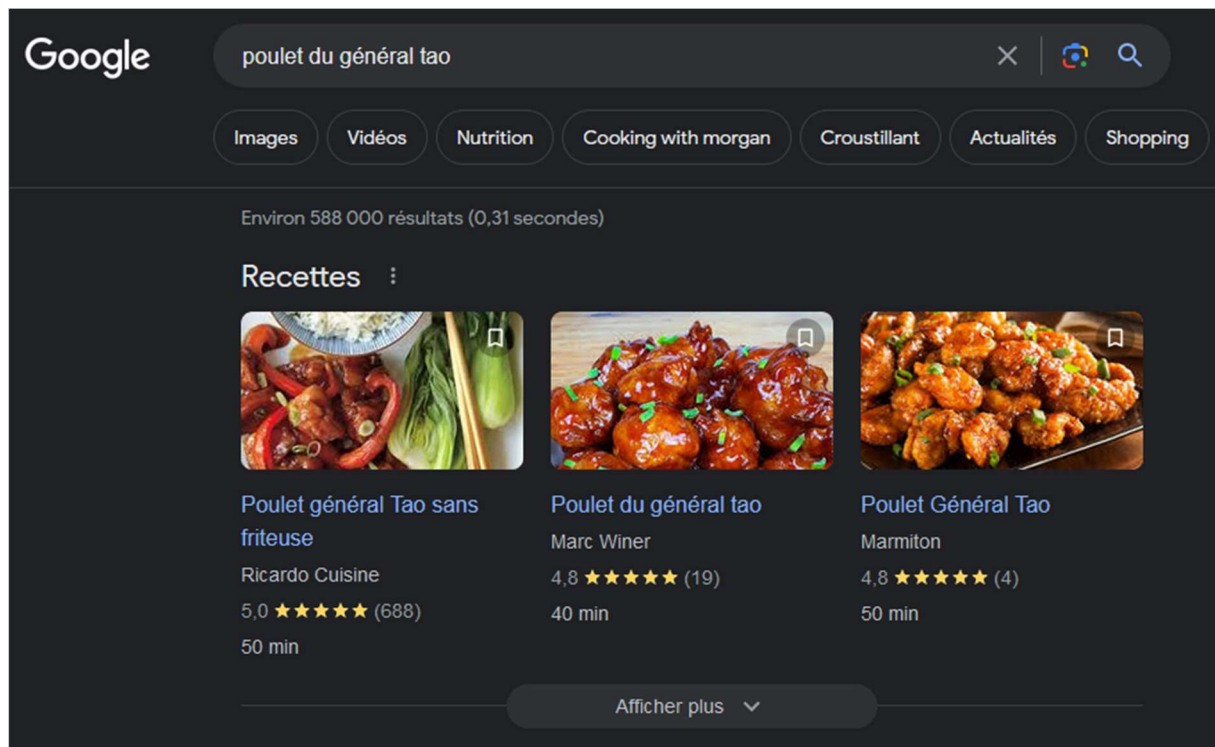 Google
poulet du général tao
Images
Vidéos
Nutrition
Cooking with morgan
Croustillant
Actualités
Shopping
Environ 588 000 résultats (0,31 secondes)
Recettes
Poulet général Tao sans
friteuse
Ricardo Cuisine
5,0 ★★★★★ (688)
50 min
Poulet du général tao
Marc Winer
4,8 ★★★★★ (19)
40 min
Poulet Général Tao
Marmiton
4,8 ★★★★★ (4)
50 min
Afficher plus